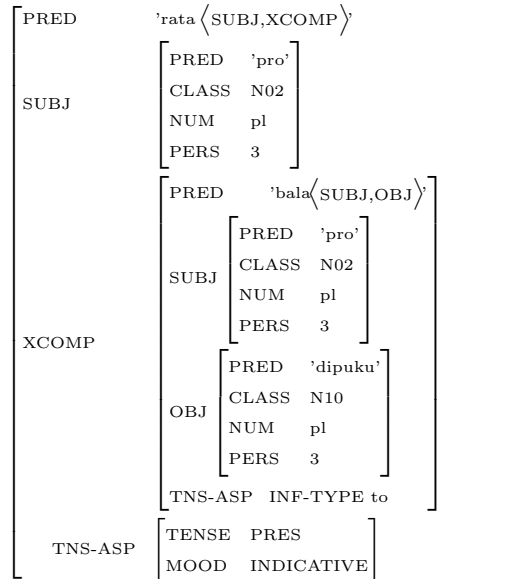 PRED 'rata⟨SUBJ,XCOMP⟩'
PRED 'pro'
CLASS N02
SUBJ
NUM pl
PERS 3
PRED 'bala⟨SUBJ,OBJ⟩'
PRED 'pro'
CLASS N02
SUBJ
NUM pl
PERS 3
XCOMP
PRED 'dipuku'
CLASS N10
OBJ
NUM pl
PERS 3
TNS-ASP INF-TYPE to
TENSE PRES
TNS-ASP
MOOD INDICATIVE